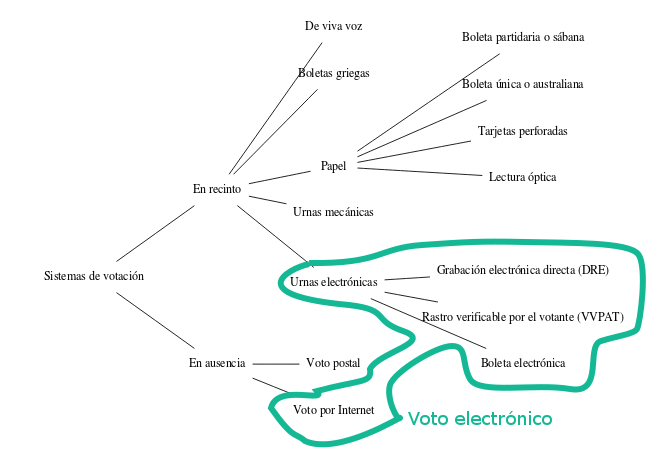 De viva voz
Boleta partidaria o sábana
Boletas griegas
Boleta única o australiana
Tarjetas perforadas
Papel
Lectura óptica
En recinto
Urnas mecánicas
Sistemas de votación
Grabación electrónica directa (DRE)
Urnas electrónicas
Rastro verificable por el votante (VVPAT)
En ausencia
Voto postal
Boleta electrónica
Voto por Internet
Voto electrónico